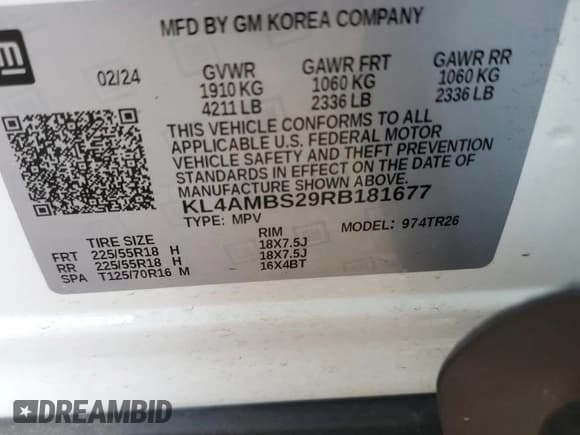 gm
MFD BY GM KOREA COMPANY
02/24 GVWR GAWR FRT GAWR RR
1910 KG 1060 KG 1060 KG
4211 LB 2336 LB 2336 LB
THIS VEHICLE CONFORMS TO ALL
APPLICABLE U.S. FEDERAL MOTOR
VEHICLE SAFETY AND THEFT PREVENTION
STANDARDS IN EFFECT ON THE DATE OF
MANUFACTURE SHOWN ABOVE.
KL4AMBS29RB181677
TYPE: MPV MODEL: 974TR26
TIRE SIZE RIM
FRT 225/55R18 H 18X7.5J
RR 225/55R18 H 18X7.5J
SPA T125/70R16 M 16X4BT
DREAMBID